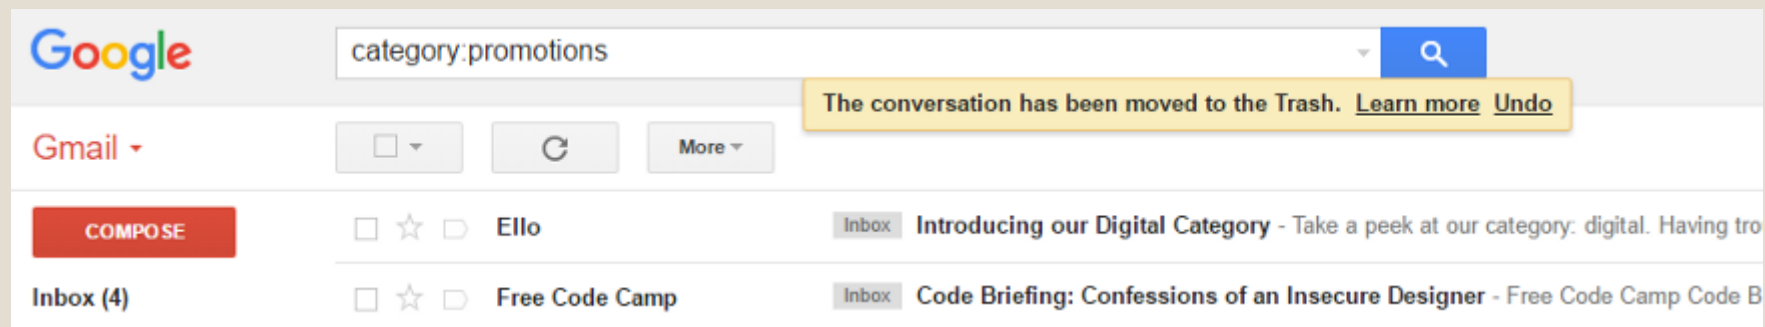 Google category:promotions
The conversation has been moved to the Trash. Learn more Undo
Gmail More
COMPOSE Ello Inbox Introducing our Digital Category - Take a peek at our category: digital. Having tro
Inbox (4) Free Code Camp Inbox Code Briefing: Confessions of an Insecure Designer - Free Code Camp Code B